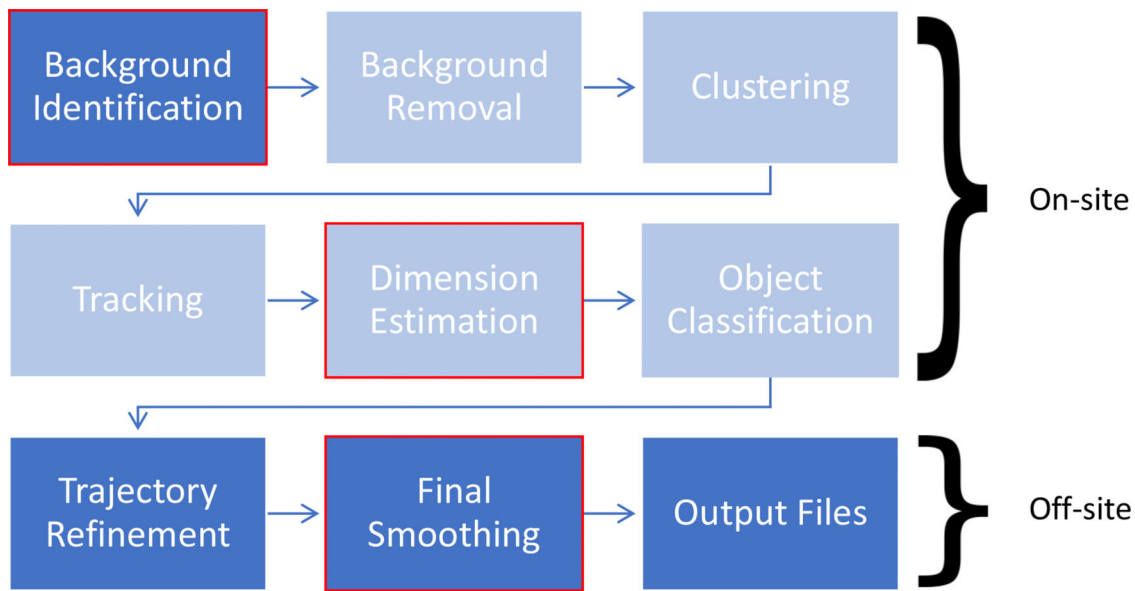 Background
Identification
Background
Removal
Clustering
On-site
Tracking
Dimension
Estimation
Object
Classification
Trajectory
Refinement
Final
Smoothing
Output Files
Off-site